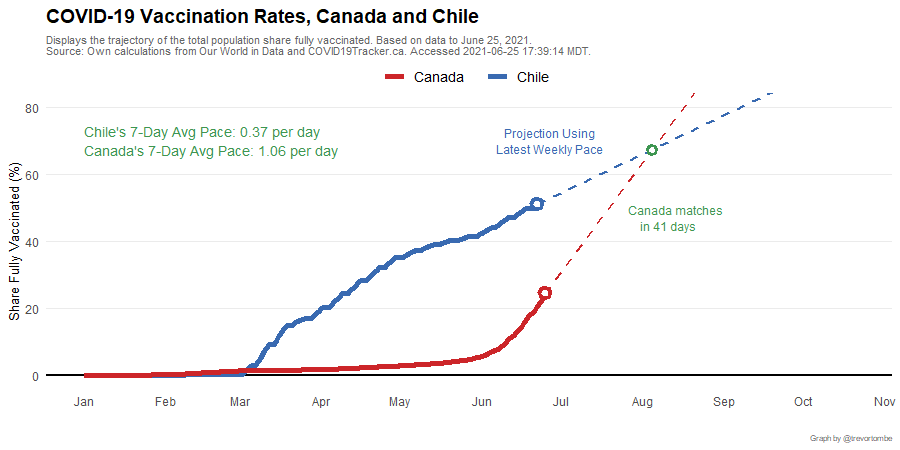 COVID-19 Vaccination Rates, Canada and Chile
Displays the trajectory of the total population share fully vaccinated. Based on data to June 25, 2021.
Source: Own calculations from Our World in Data and COVID19Tracker.ca. Accessed 2021-06-25 17:39:14 MDT.
Canada Chile
Share Fully Vaccinated (%)
80
60
40
20
0
Chile's 7-Day Avg Pace: 0.37 per day
Canada's 7-Day Avg Pace: 1.06 per day
Projection Using
Latest Weekly Pace
Canada matches
in 41 days
Jan Feb Mar Apr May Jun Jul Aug Sep Oct Nov
Graph by @trevortombe